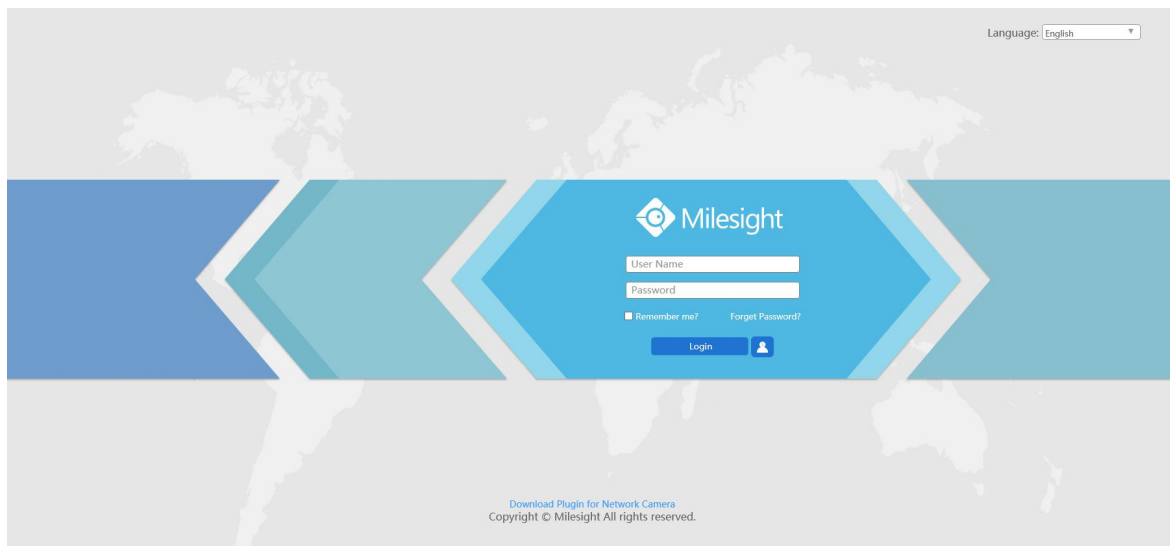 Language: English
Milesight
User Name
Password
Remember me? Forget Password?
Login
Download Plugin for Network Camera
Copyright © Milesight All rights reserved.